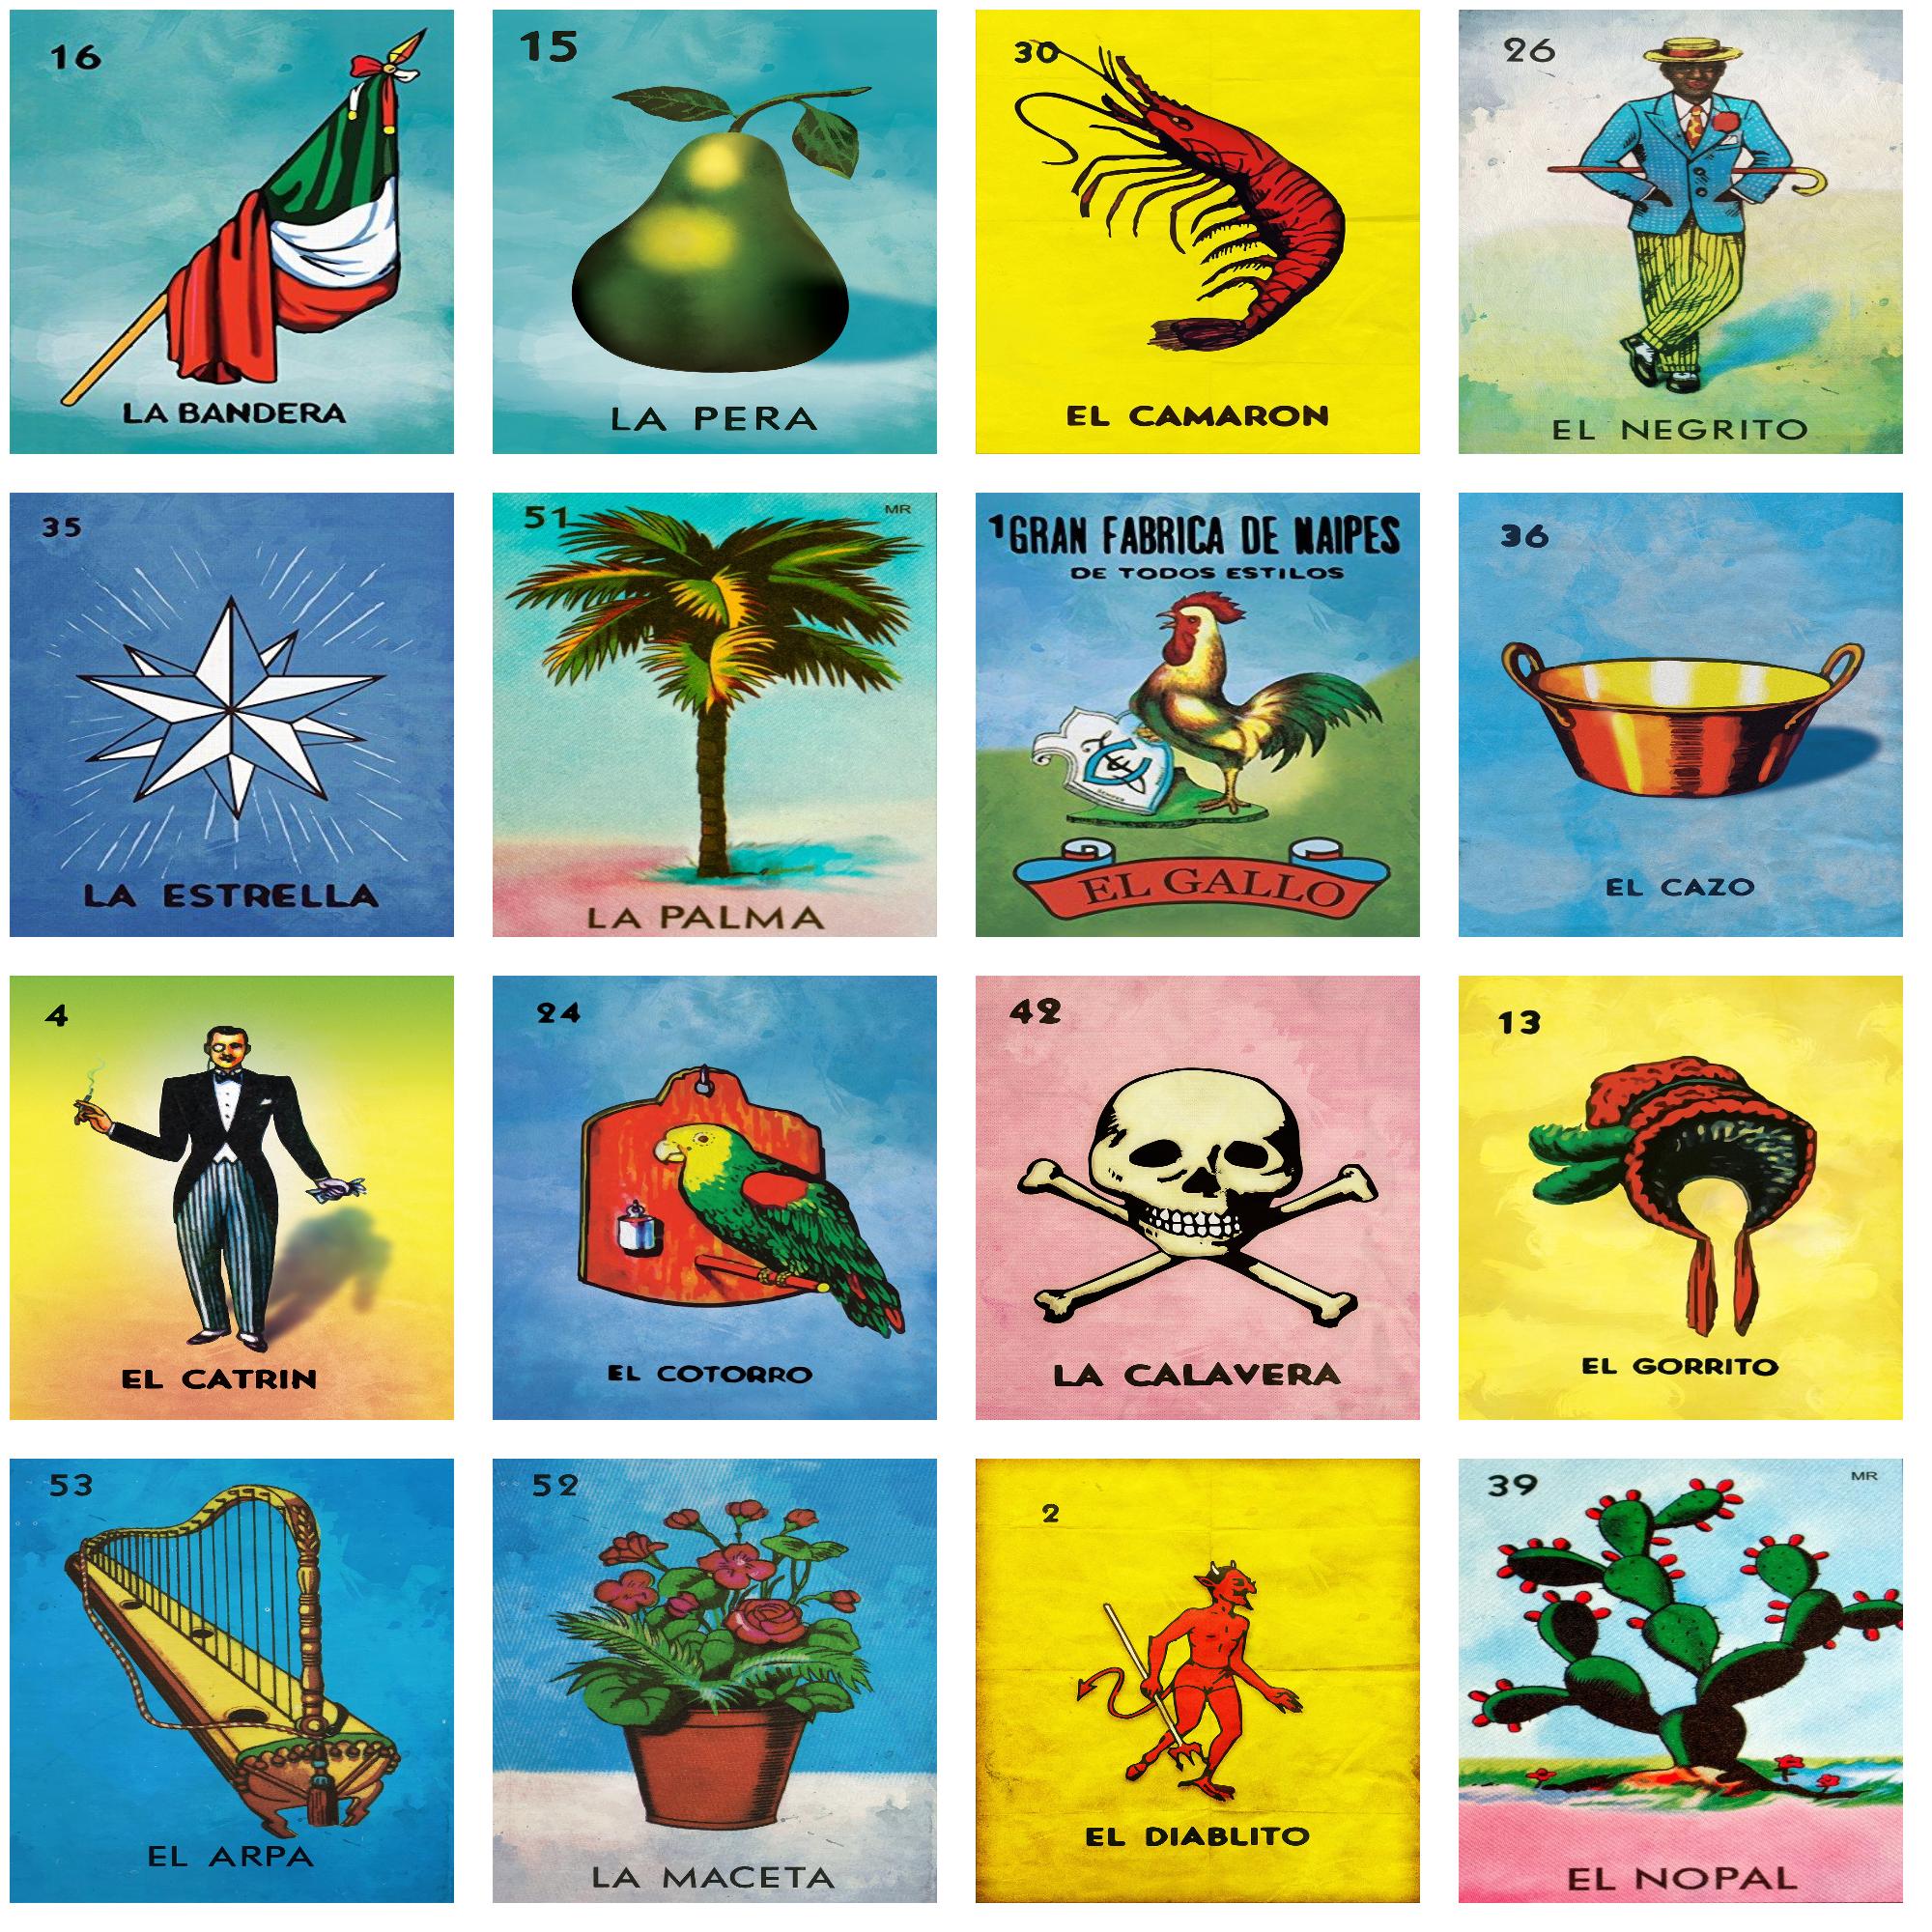 16
LA BANDERA
15
LA PERA
30
EL CAMARON
26
EL NEGRITO
35
LA ESTRELLA
51
MR
LA PALMA
1 GRAN FABRICA DE NAIPES
DE TODOS ESTILOS
EL GALLO
36
EL CAZO
4
EL CATRIN
24
EL COTORRO
42
LA CALAVERA
13
EL GORRITO
53
EL ARPA
52
LA MACETA
2
EL DIABLITO
39
MR
EL NOPAL